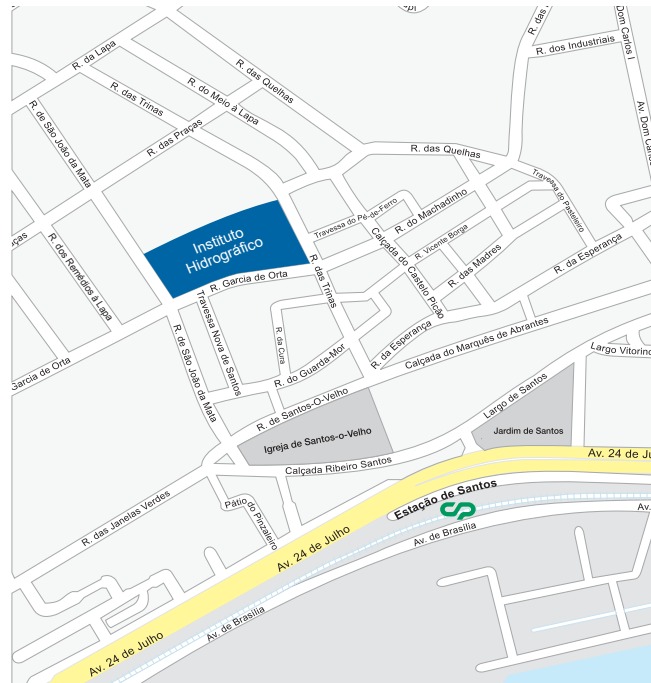 R. da Lapa
R. das Trinas
R. do Meio à Lapa
R. das Quelhas
R. dos Industriais
Dom Carlos I
R. das
Av. Dom Carlos
R. de São João da Mata
R. das Praças
R. das Quelhas
Travessa do Pasteleiro
R. do Machadinho
Travessa do Pé-de-Ferro
Instituto
Hidrográfico
R. Vicente Borga
Calçada do Castelo Picão
R. da Esperança
R. das Madres
R. dos Remédios à Lapa
R. das Trinas
R. Garcia de Orta
Travessa Nova de Santos
R. da Cura
R. da Esperança
Calçada do Marquês de Abrantes
Largo Vitorino
R. de São João da Mata
R. do Guarda-Mor
Garcia de Orta
R. de Santos-O-Velho
Largo de Santos
Igreja de Santos-o-Velho
Jardim de Santos
Calçada Ribeiro Santos
Av. 24 de Ju
Estação de Santos
R. das Janelas Verdes
Pátio
do Pinzaleiro
Av. 24 de Julho
Av. de Brasília
Av.
Av. de Brasília
Av. 24 de Julho